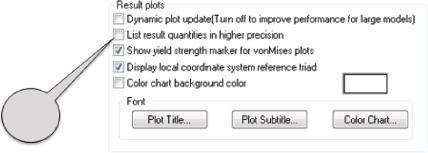 Result plots
Dynamic plot update(Turn off to improve performance for large models)
List result quantities in higher precision
Show yield strength marker for vonMises plots
Display local coordinate system reference triad
Color chart background color
Font
Plot Title... Plot Subtitle... Color Chart...